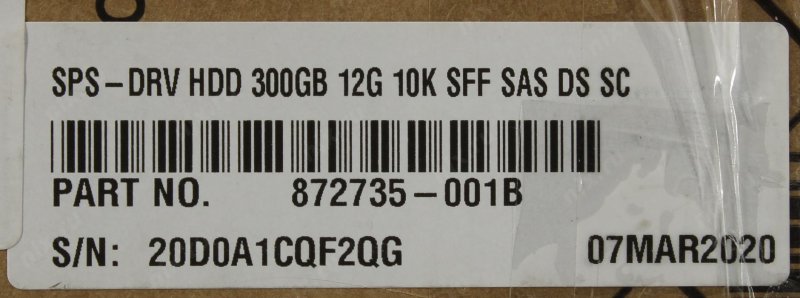 SPS-DRV HDD 300GB 12G 10K SFF SAS DS SC
PART NO. 872735-001B
S/N: 20D0A1CQF2QG 07MAR2020